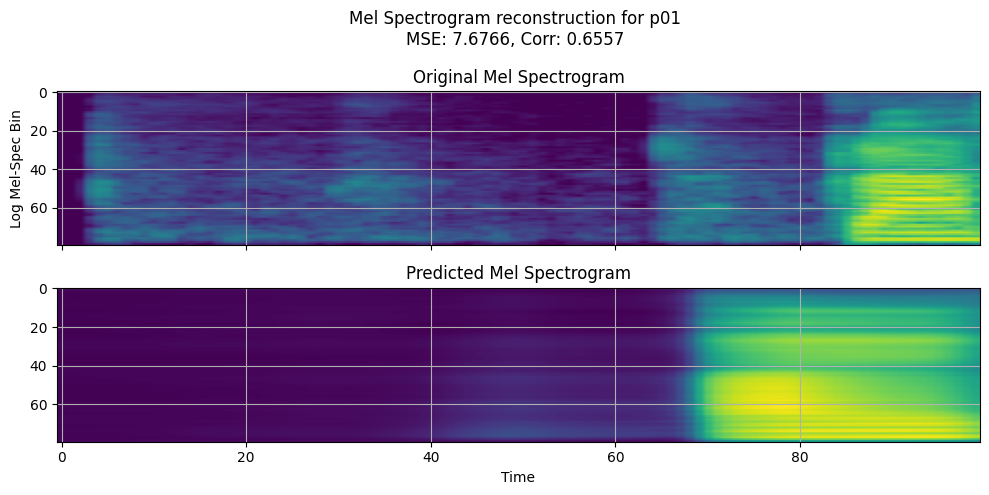 Mel Spectrogram reconstruction for p01
MSE: 7.6766, Corr: 0.6557
Original Mel Spectrogram
Log Mel-Spec Bin
0
20
40
60
Predicted Mel Spectrogram
0
20
40
60
0 20 40 60 80
Time